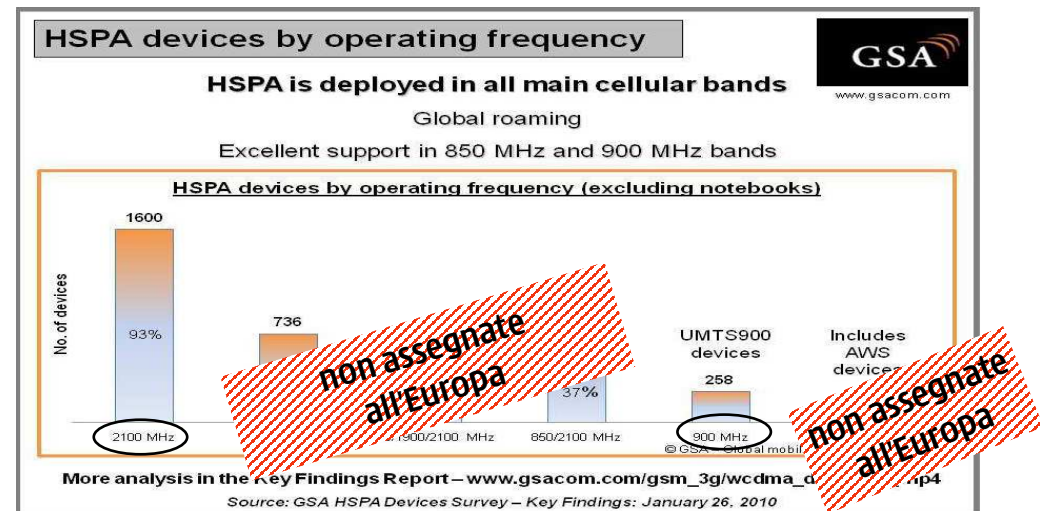 HSPA devices by operating frequency
GSA
www.gsacom.com
HSPA is deployed in all main cellular bands
Global roaming
Excellent support in 850 MHz and 900 MHz bands
HSPA devices by operating frequency (excluding notebooks)
No. of devices
1600
93%
2100 MHz
736
non assegnate
all'Europa
1900/2100 MHz
37%
850/2100 MHz
UMTS900
devices
258
900 MHz
Includes
AWS
devices
non assegnate
all'Europa
© GSA – Global mobil
More analysis in the Key Findings Report – www.gsacom.com/gsm_3g/wcdma_d
Source: GSA HSPA Devices Survey – Key Findings: January 26, 2010